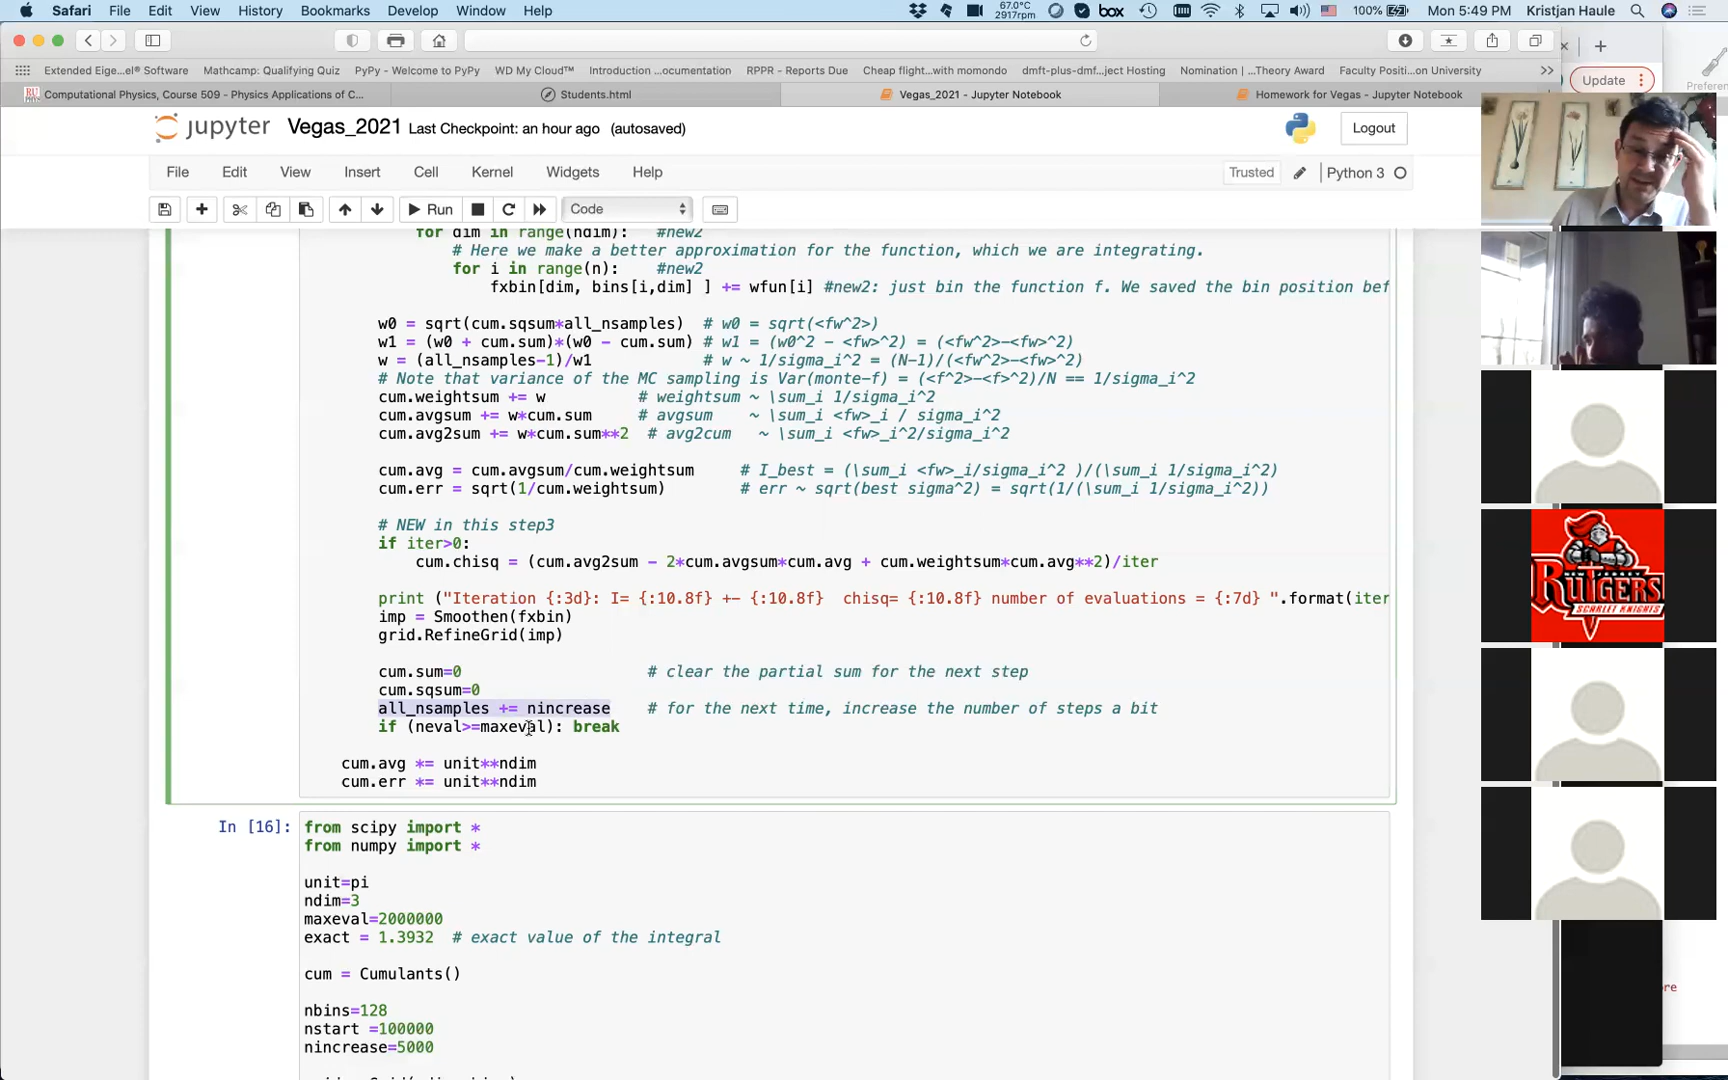 Safari File Edit View History Bookmarks Develop Window Help 67.0°C 2917rpm box 100% Mon 5:49 PM Kristjan Haule
Extended Eige...el® Software Mathcamp: Qualifying Quiz PyPy - Welcome to PyPy WD My Cloud™ Introduction ...ocumentation RPPR - Reports Due Cheap flight...with momondo dmft-plus-dmf...ject Hosting Nomination | ...Theory Award Faculty Positi...on University
Update
Preferen
Computational Physics, Course 509 - Physics Applications of C... Students.html Vegas_2021 - Jupyter Notebook Homework for Vegas - Jupyter Notebook
jupyter Vegas_2021 Last Checkpoint: an hour ago (autosaved) Logout
File Edit View Insert Cell Kernel Widgets Help Trusted Python 3
Run Code
for dim in range(ndim): #new2
# Here we make a better approximation for the function, which we are integrating.
for i in range(n): #new2
fxbin[dim, bins[i,dim] ] += wfun[i] #new2: just bin the function f. We saved the bin position bef
w0 = sqrt(cum.sqsum*all_nsamples) # w0 = sqrt(<fw^2>)
w1 = (w0 + cum.sum)*(w0 - cum.sum) # w1 = (w0^2 - <fw>^2) = (<fw^2>-<fw>^2)
w = (all_nsamples-1)/w1 # w ~ 1/sigma_i^2 = (N-1)/(<fw^2>-<fw>^2)
# Note that variance of the MC sampling is Var(monte-f) = (<f^2>-<f>^2)/N == 1/sigma_i^2
cum.weightsum += w # weightsum ~ \sum_i 1/sigma_i^2
cum.avgsum += w*cum.sum # avgsum ~ \sum_i <fw>_i / sigma_i^2
cum.avg2sum += w*cum.sum**2 # avg2cum ~ \sum_i <fw>_i^2/sigma_i^2
cum.avg = cum.avgsum/cum.weightsum # I_best = (\sum_i <fw>_i/sigma_i^2 )/(\sum_i 1/sigma_i^2)
cum.err = sqrt(1/cum.weightsum) # err ~ sqrt(best sigma^2) = sqrt(1/(\sum_i 1/sigma_i^2))
# NEW in this step3
if iter>0:
cum.chisq = (cum.avg2sum - 2*cum.avgsum*cum.avg + cum.weightsum*cum.avg**2)/iter
print ("Iteration {:3d}: I= {:10.8f} +- {:10.8f} chisq= {:10.8f} number of evaluations = {:7d} ".format(iter
imp = Smoothen(fxbin)
grid.RefineGrid(imp)
cum.sum=0 # clear the partial sum for the next step
cum.sqsum=0
all_nsamples += nincrease # for the next time, increase the number of steps a bit
if (neval>=maxeval): break
cum.avg *= unit**ndim
cum.err *= unit**ndim
In [16]: from scipy import *
from numpy import *
unit=pi
ndim=3
maxeval=2000000
exact = 1.3932 # exact value of the integral
cum = Cumulants()
nbins=128
nstart =100000
nincrease=5000
RUTGERS
SCARLET KNIGHTS
ore